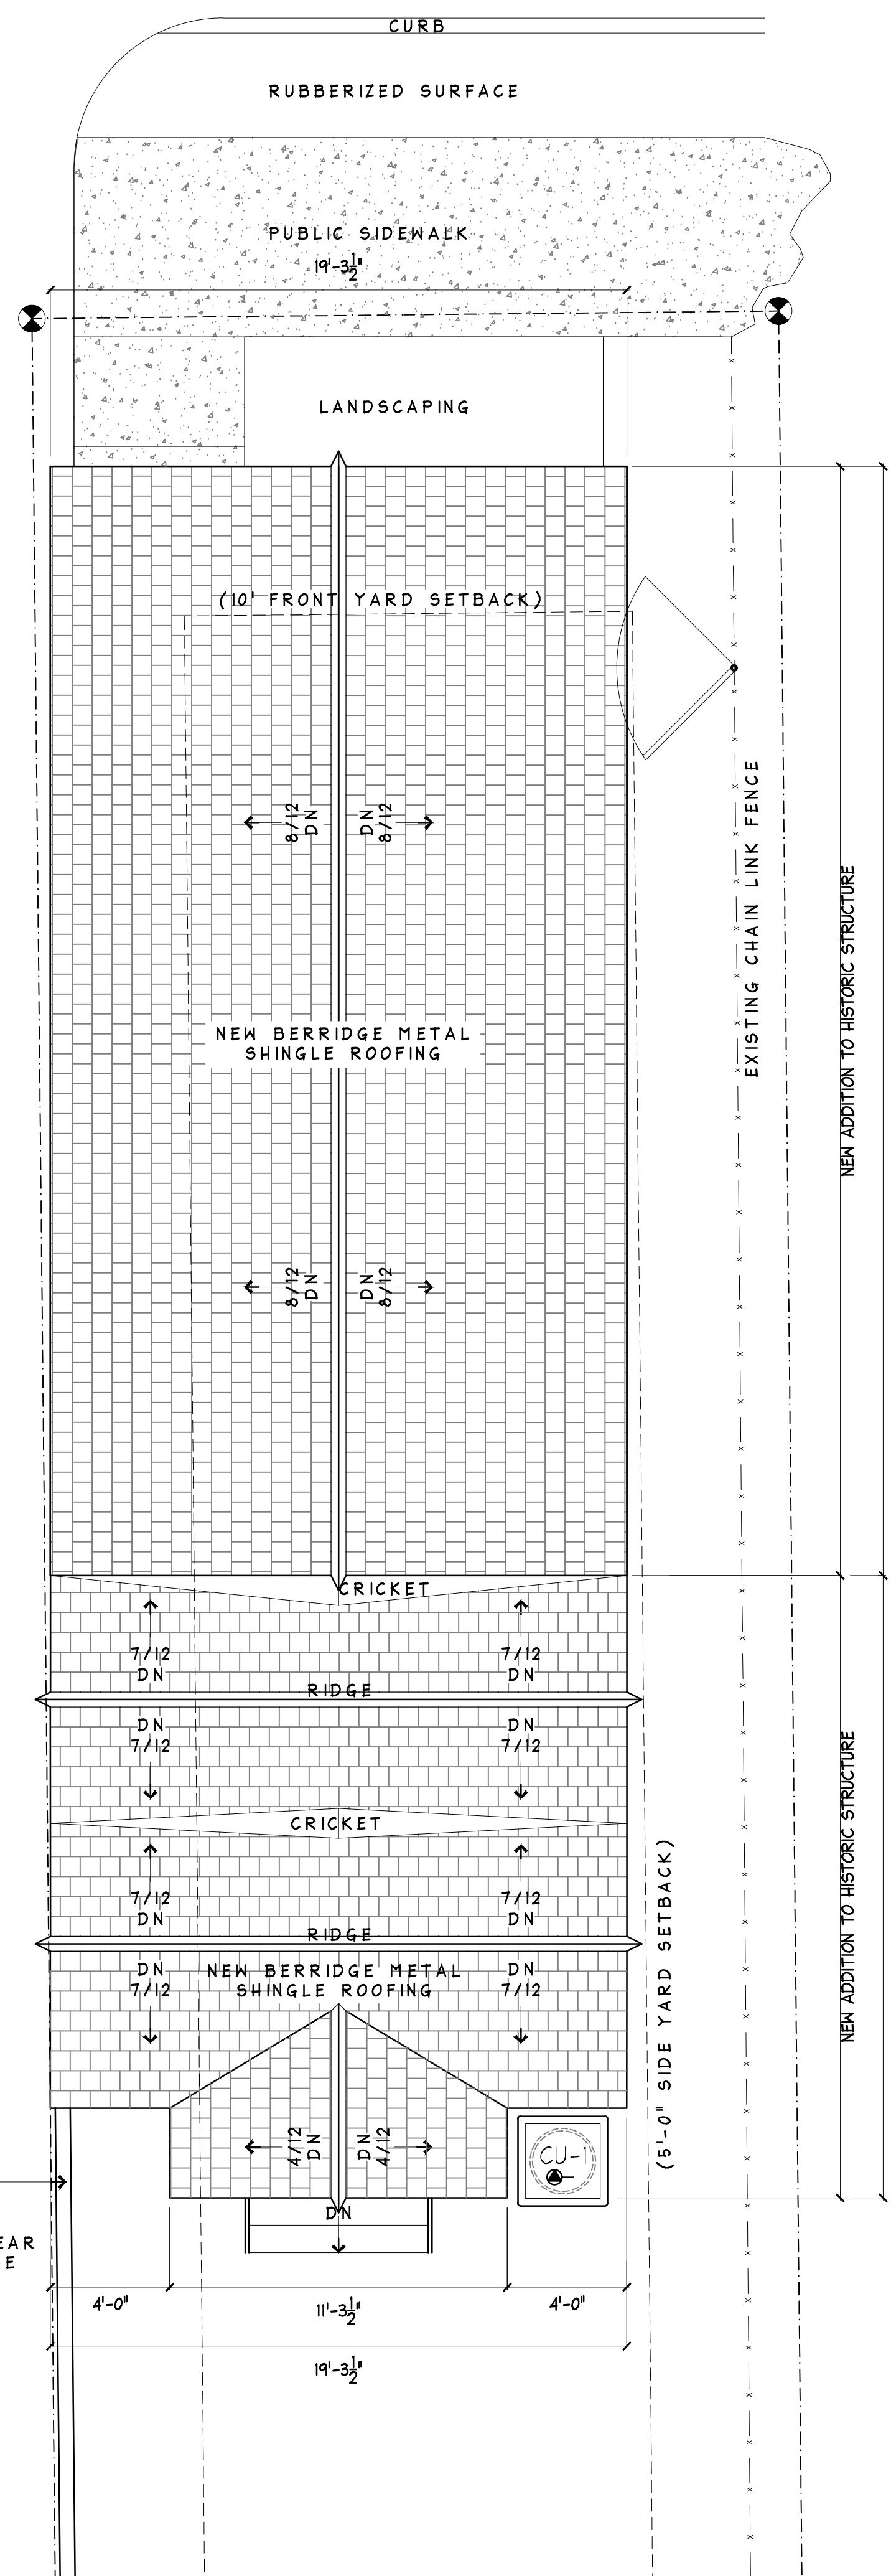 CURB
RUBBERIZED SURFACE
PUBLIC SIDEWALK
19'-3½"
LANDSCAPING
(10' FRONT YARD SETBACK)
8/12
DN
DN
8/12
EXISTING CHAIN LINK FENCE
NEW ADDITION TO HISTORIC STRUCTURE
NEW BERRIDGE METAL
SHINGLE ROOFING
8/12
DN
DN
8/12
CRICKET
7/12
DN
7/12
DN
RIDGE
DN
7/12
DN
7/12
CRICKET
7/12
DN
7/12
DN
RIDGE
DN
7/12
NEW BERRIDGE METAL
SHINGLE ROOFING
DN
7/12
(5'-0" SIDE YARD SETBACK)
NEW ADDITION TO HISTORIC STRUCTURE
4/12
DN
DN
4/12
CU-1
DN
EAR
E
4'-0"
11'-3½"
4'-0"
19'-3½"